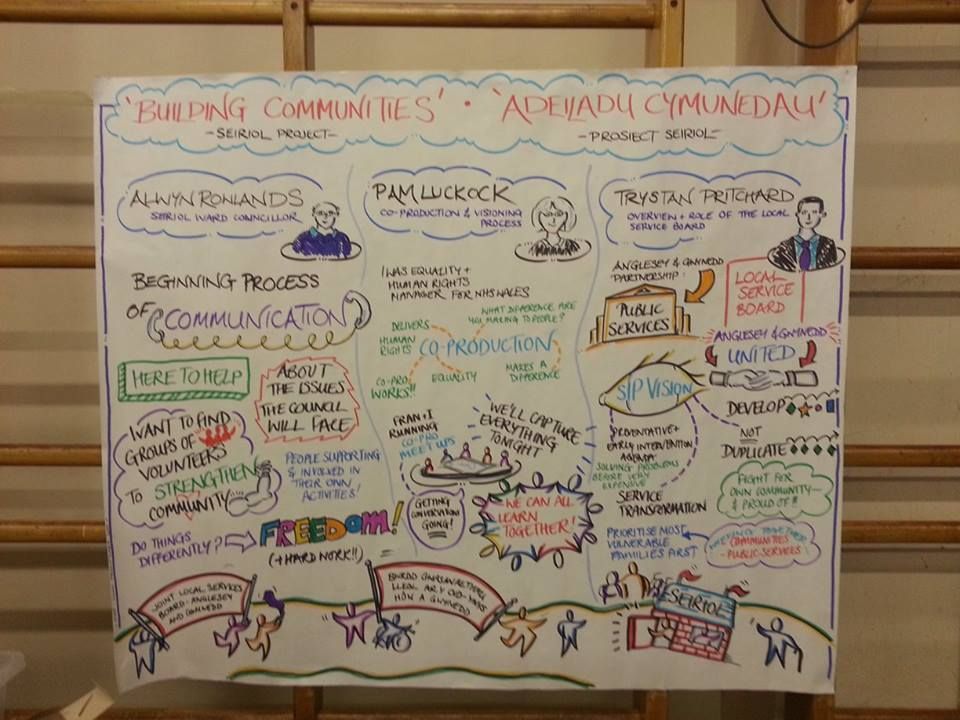 'BUILDING COMMUNITIES' · 'ADEILADU CYMUNEDAU'
- SEIRIOL PROJECT -
- PROSIECT SEIRIOL -
ALWYN ROWLANDS
SEIRIOL WARD COUNCILLOR
BEGINNING PROCESS
OF COMMUNICATION
HERE TO HELP
ABOUT
THE ISSUES
THE COUNCIL
WILL FACE
WANT TO FIND
GROUPS OF
VOLUNTEERS
TO STRENGTHEN
COMMUNITY
PEOPLE SUPPORTING
& INVOLVED IN
THEIR OWN
ACTIVITIES!
DO THINGS
DIFFERENTLY?
FREEDOM!
(+ HARD WORK!!)
PAM LUCKOCK
CO-PRODUCTION & VISIONING
PROCESS
I WAS EQUALITY +
HUMAN RIGHTS
MANAGER FOR NHS WALES
DELIVERS
HUMAN
RIGHTS
WHAT DIFFERENCE ARE
YOU MAKING TO PEOPLE?
CO-PRODUCTION
CO-PRO
WORKS!!
EQUALITY
MAKES A
DIFFERENCE
FRAN + I
RUNNING
CO-PRO
MEET UPS
WE'LL CAPTURE
EVERYTHING
TONIGHT
GETTING
CONVERSATIONS
GOING!
WE CAN ALL
LEARN
TOGETHER!
TRYSTAN PRITCHARD
OVERVIEW + ROLE OF THE LOCAL
SERVICE BOARD
ANGLESEY & GWYNEDD
PARTNERSHIP
PUBLIC
SERVICES
LOCAL
SERVICE
BOARD
ANGLESEY & GWYNEDD
UNITED
SIP VISION
DEVELOP
NOT
DUPLICATE
PREVENTATIVE +
EARLY INTERVENTION
AGENDA
SOLVING PROBLEMS
BEFORE VERY
EXPENSIVE
SERVICE
TRANSFORMATION
FIGHT FOR
OWN COMMUNITY -
& PROUD OF!!
PRIORITISE MOST
VULNERABLE
FAMILIES FIRST
TOGETHER
COMMUNITIES
- PUBLIC SERVICES
JOINT LOCAL SERVICES
BOARD - ANGLESEY
AND GWYNEDD
BWRDD GWASANAETHAU
LLEOL AR Y CYD - YNYS
MÔN A GWYNEDD
SEIRIOL